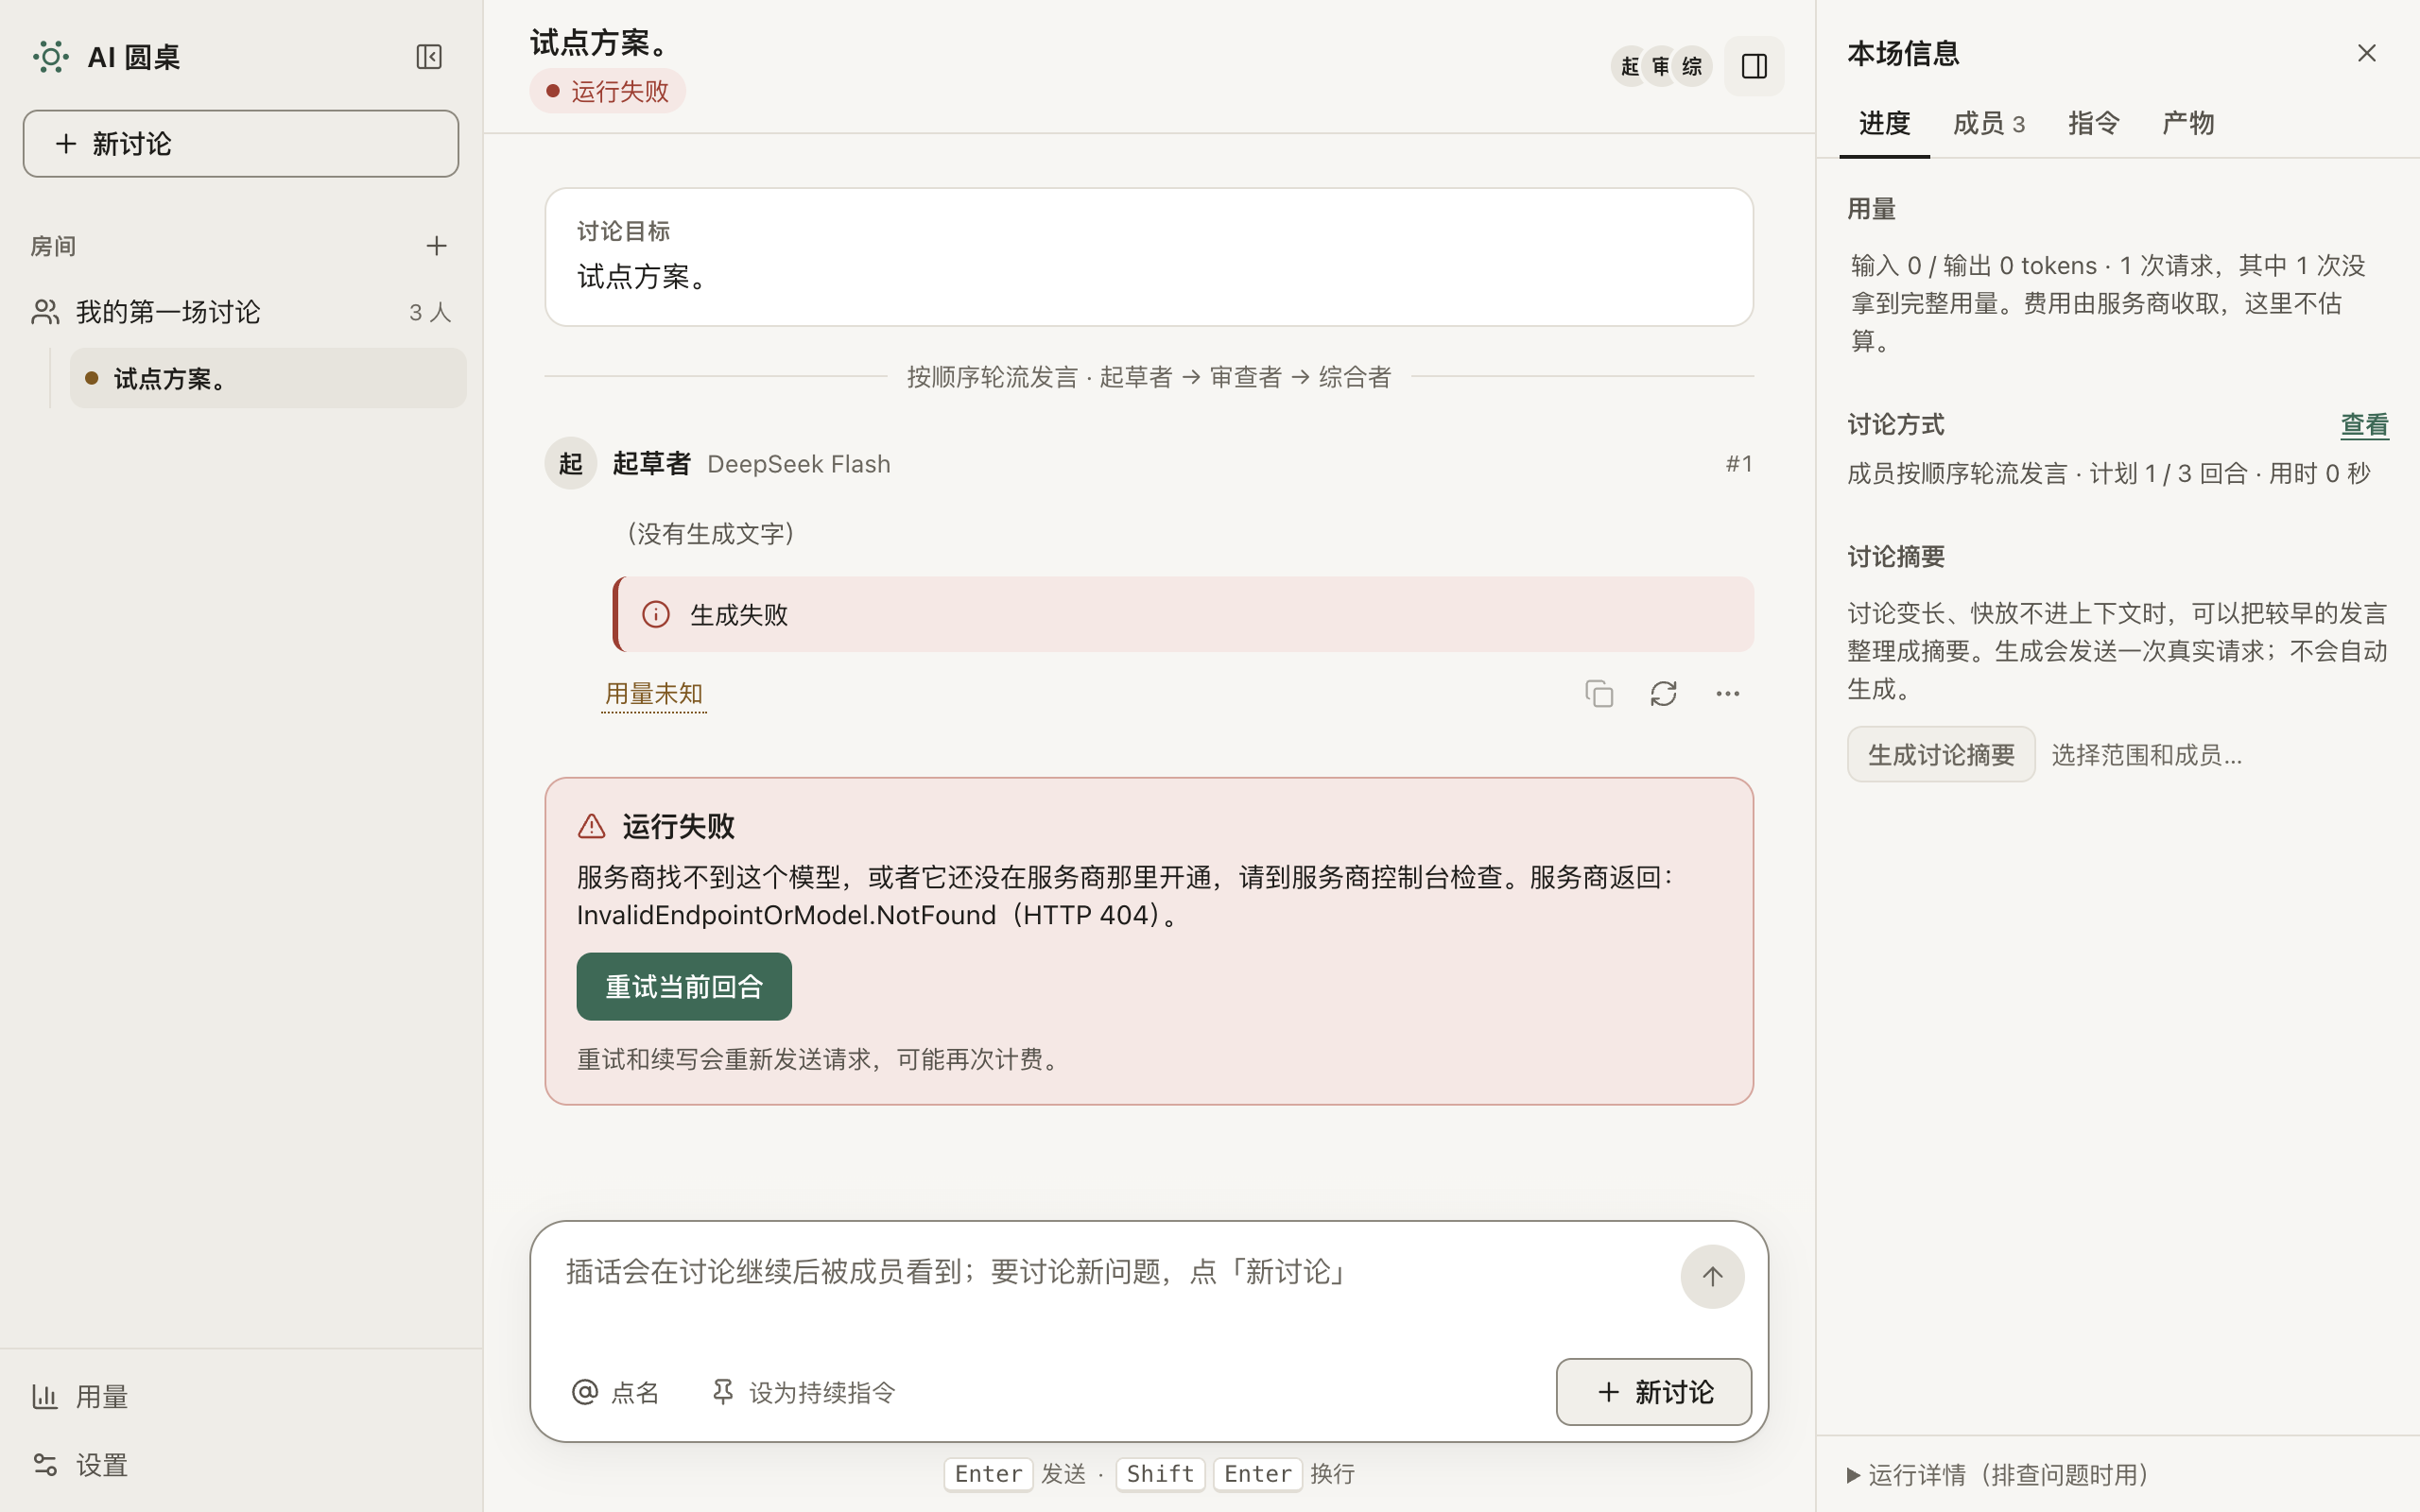 AI 圆桌
新讨论
房间
我的第一场讨论 3 人
试点方案。
用量
设置
试点方案。
运行失败
起 审 综
讨论目标
试点方案。
按顺序轮流发言 · 起草者 → 审查者 → 综合者
起 起草者 DeepSeek Flash #1
（没有生成文字）
生成失败
用量未知
运行失败
服务商找不到这个模型，或者它还没在服务商那里开通，请到服务商控制台检查。服务商返回：
InvalidEndpointOrModel.NotFound（HTTP 404）。
重试当前回合
重试和续写会重新发送请求，可能再次计费。
插话会在讨论继续后被成员看到；要讨论新问题，点「新讨论」
点名 设为持续指令 新讨论
Enter 发送 · Shift Enter 换行
本场信息
进度 成员 3 指令 产物
用量
输入 0 / 输出 0 tokens · 1 次请求，其中 1 次没
拿到完整用量。费用由服务商收取，这里不估
算。
讨论方式 查看
成员按顺序轮流发言 · 计划 1 / 3 回合 · 用时 0 秒
讨论摘要
讨论变长、快放不进上下文时，可以把较早的发言
整理成摘要。生成会发送一次真实请求；不会自动
生成。
生成讨论摘要 选择范围和成员...
运行详情（排查问题时用）